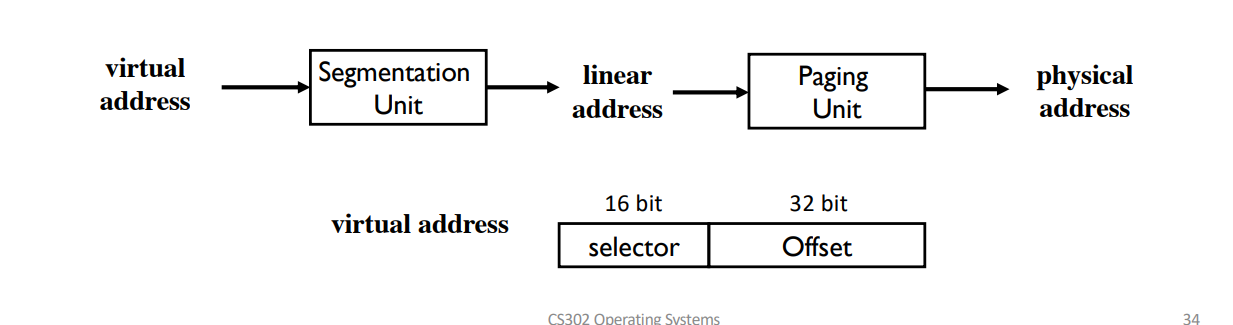 virtual
address
Segmentation
Unit
linear
address
Paging
Unit
physical
address
16 bit
32 bit
virtual address
selector
Offset
CS302 Operating Systems
34